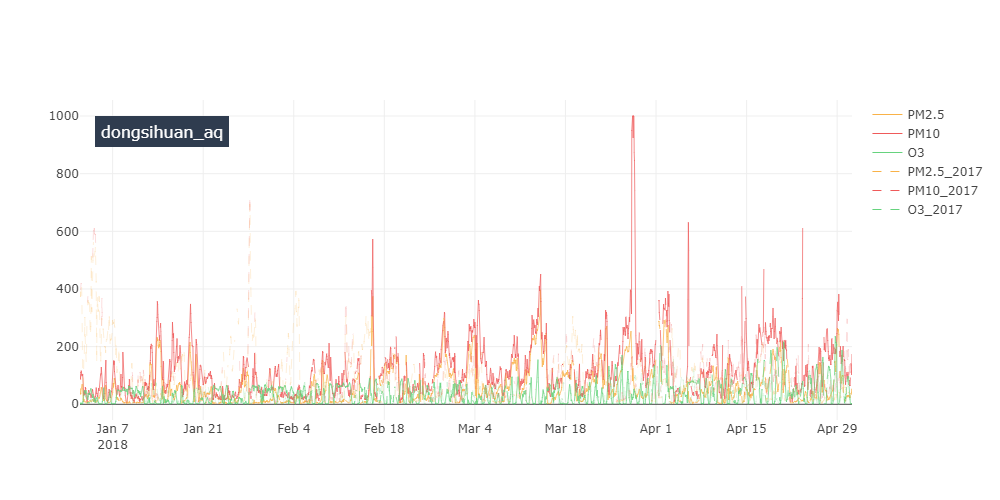 dongsihuan_aq
1000
800
600
400
200
0
Jan 7
2018
Jan 21
Feb 4
Feb 18
Mar 4
Mar 18
Apr 1
Apr 15
Apr 29
PM2.5
PM10
O3
PM2.5_2017
PM10_2017
O3_2017